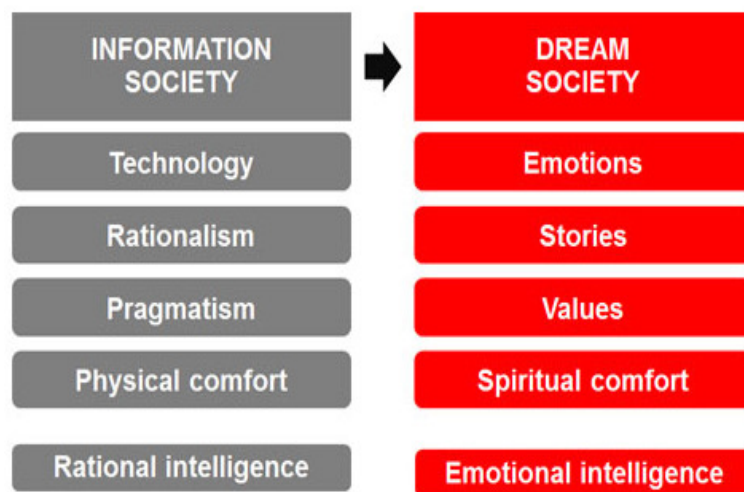 INFORMATION
SOCIETY
DREAM
SOCIETY
Technology
Emotions
Rationalism
Stories
Pragmatism
Values
Physical comfort
Spiritual comfort
Rational intelligence
Emotional intelligence